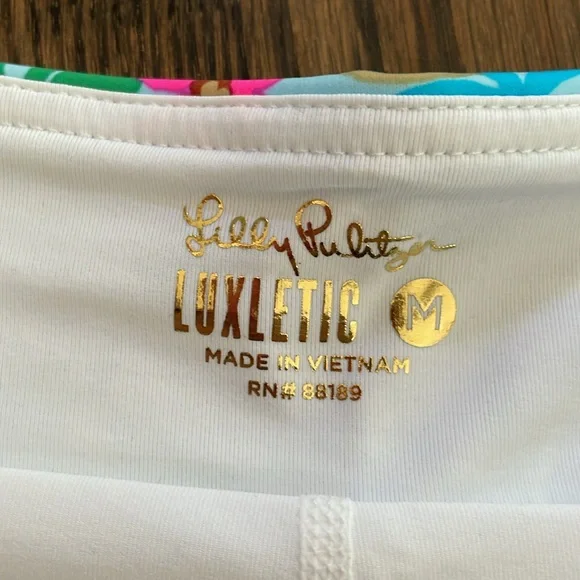 Lilly Pulitzer
LUXLETIC M
MADE IN VIETNAM
RN# 88189